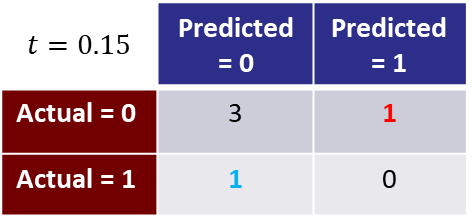 t = 0.15
Predicted = 0
Predicted = 1
Actual = 0
3
1
Actual = 1
1
0